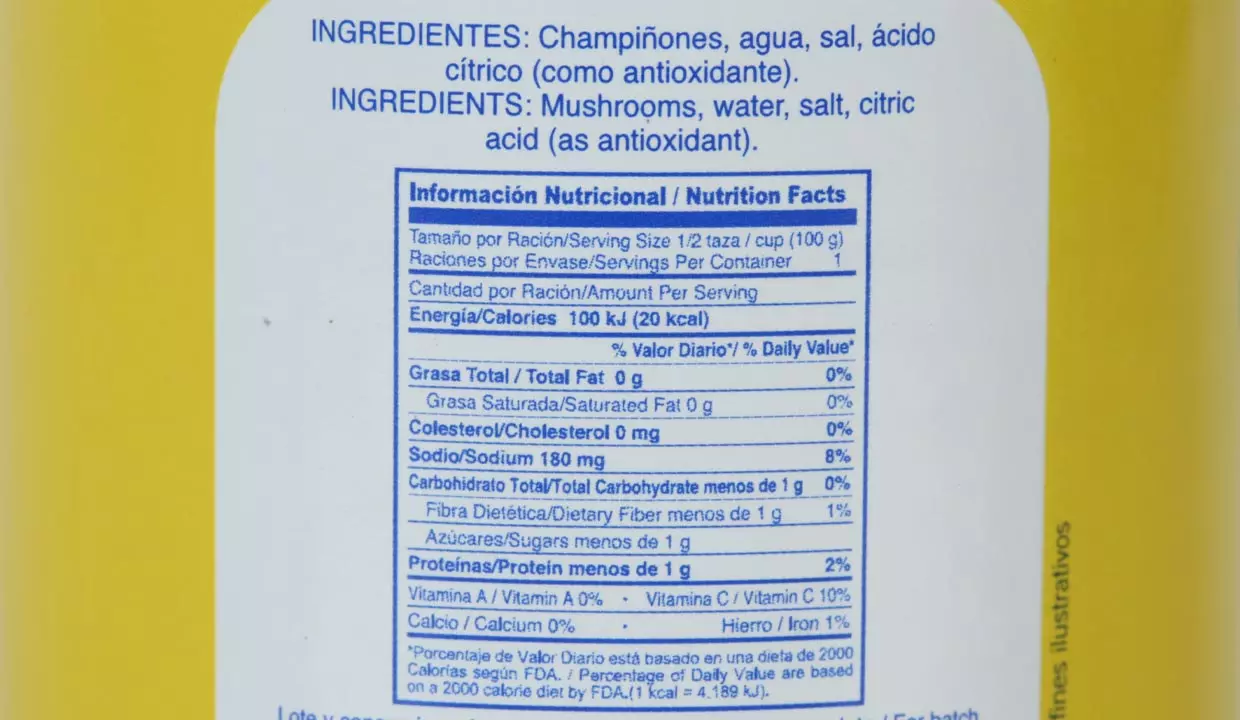 INGREDIENTES: Champiñones, agua, sal, ácido
cítrico (como antioxidante).
INGREDIENTS: Mushrooms, water, salt, citric
acid (as antioxidant).
Información Nutricional / Nutrition Facts
Tamaño por Ración/Serving Size 1/2 taza / cup (100 g)
Raciones por Envase/Servings Per Container 1
Cantidad por Ración/Amount Per Serving
Energía/Calories 100 kJ (20 kcal)
% Valor Diario*/ % Daily Value*
Grasa Total / Total Fat 0 g 0%
Grasa Saturada/Saturated Fat 0 g 0%
Colesterol/Cholesterol 0 mg 0%
Sodio/Sodium 180 mg 8%
Carbohidrato Total/Total Carbohydrate menos de 1 g 0%
Fibra Dietética/Dietary Fiber menos de 1 g 1%
Azúcares/Sugars menos de 1 g
Proteínas/Protein menos de 1 g 2%
Vitamina A / Vitamin A 0% · Vitamina C / Vitamin C 10%
Calcio / Calcium 0% · Hierro / Iron 1%
*Porcentaje de Valor Diario está basado en una dieta de 2000
Calorías según FDA. / Percentage of Daily Value are based
on a 2000 calorie diet by FDA.(1 kcal = 4.189 kJ).
Lote y / For batch
fines ilustrativos